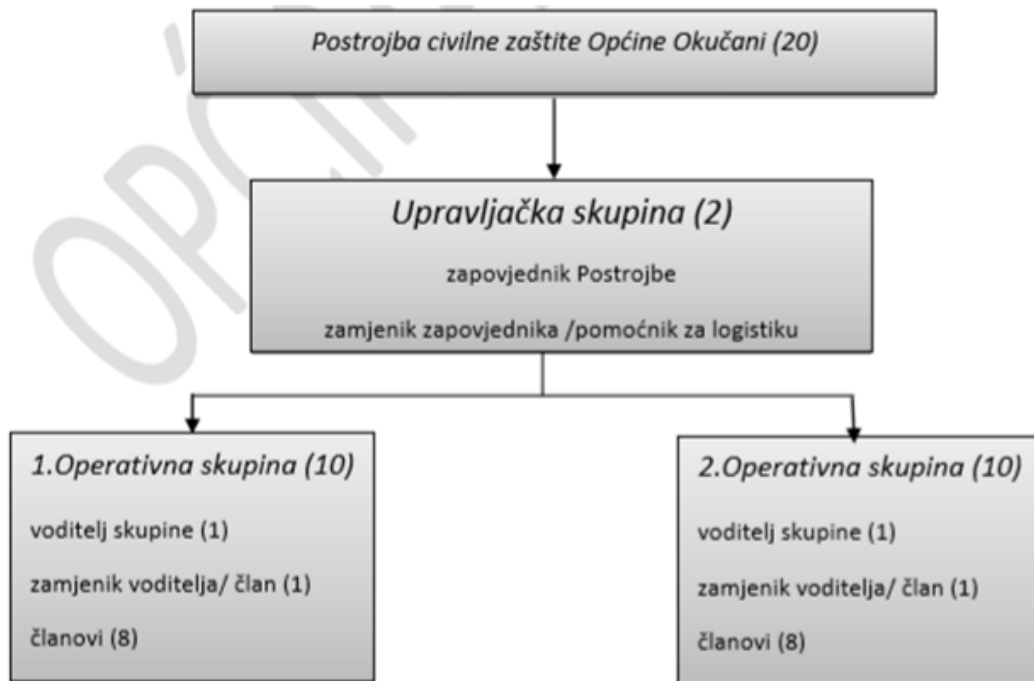 OPĆIN
Postrojba civilne zaštite Općine Okučani (20)
Upravljačka skupina (2)
zapovjednik Postrojbe
zamjenik zapovjednika /pomoćnik za logistiku
1.Operativna skupina (10)
voditelj skupine (1)
zamjenik voditelja/ član (1)
članovi (8)
2.Operativna skupina (10)
voditelj skupine (1)
zamjenik voditelja/ član (1)
članovi (8)